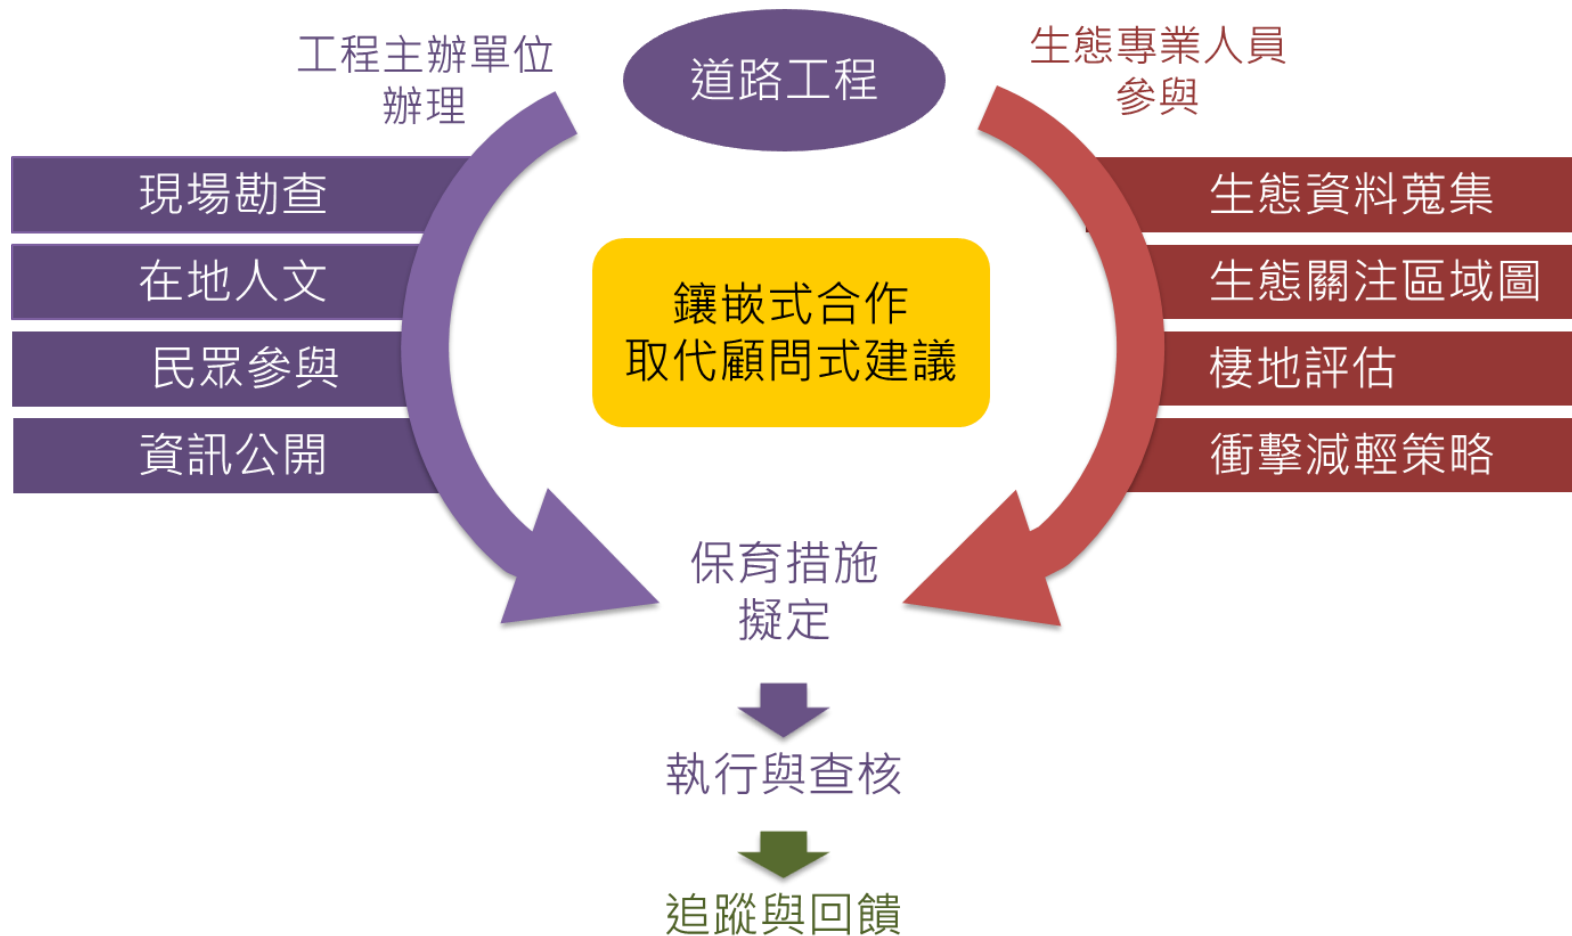 道路工程
工程主辦單位
辦理
生態專業人員
參與
現場勘查
在地人文
民眾參與
資訊公開
鑲嵌式合作
取代顧問式建議
生態資料蒐集
生態關注區域圖
棲地評估
衝擊減輕策略
保育措施
擬定
執行與查核
追蹤與回饋